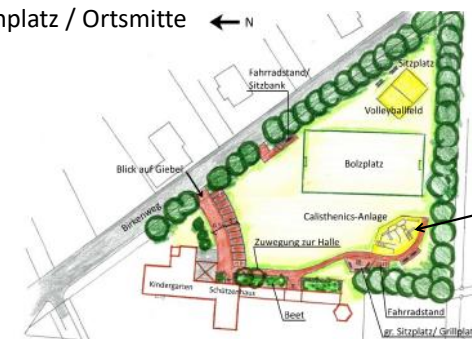 nplatz / Ortsmitte
N
Sitzplatz
Fahrradstand/
Sitzbank
Volleyballfeld
Blick auf Giebel
Bolzplatz
Birkenweg
Calisthenics-Anlage
Zuwegung zur Halle
Kindergarten
Schützenhaus
Beet
Fahrradstand
gr. Sitzplatz/ Grillplat